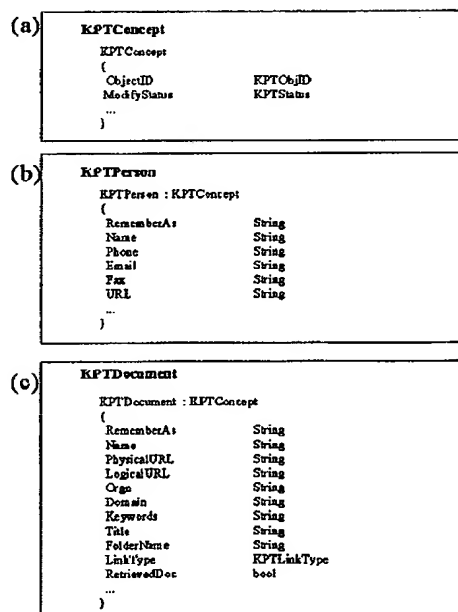 (a)
KPTConcept
KPTConcept
{
ObjectID KPTObjID
ModifyStatus KPTStatus
...
}
(b)
KPTPerson
KPTPerson : KPTConcept
{
RememberAs String
Name String
Phone String
Email String
Fax String
URL String
...
}
(c)
KPTDocument
KPTDocument : KPTConcept
{
RememberAs String
Name String
PhysicalURL String
LogicalURL String
Orgn String
Domain String
Keywords String
Title String
FolderName String
LinkType KPTLinkType
RetrievedDoc bool
...
}